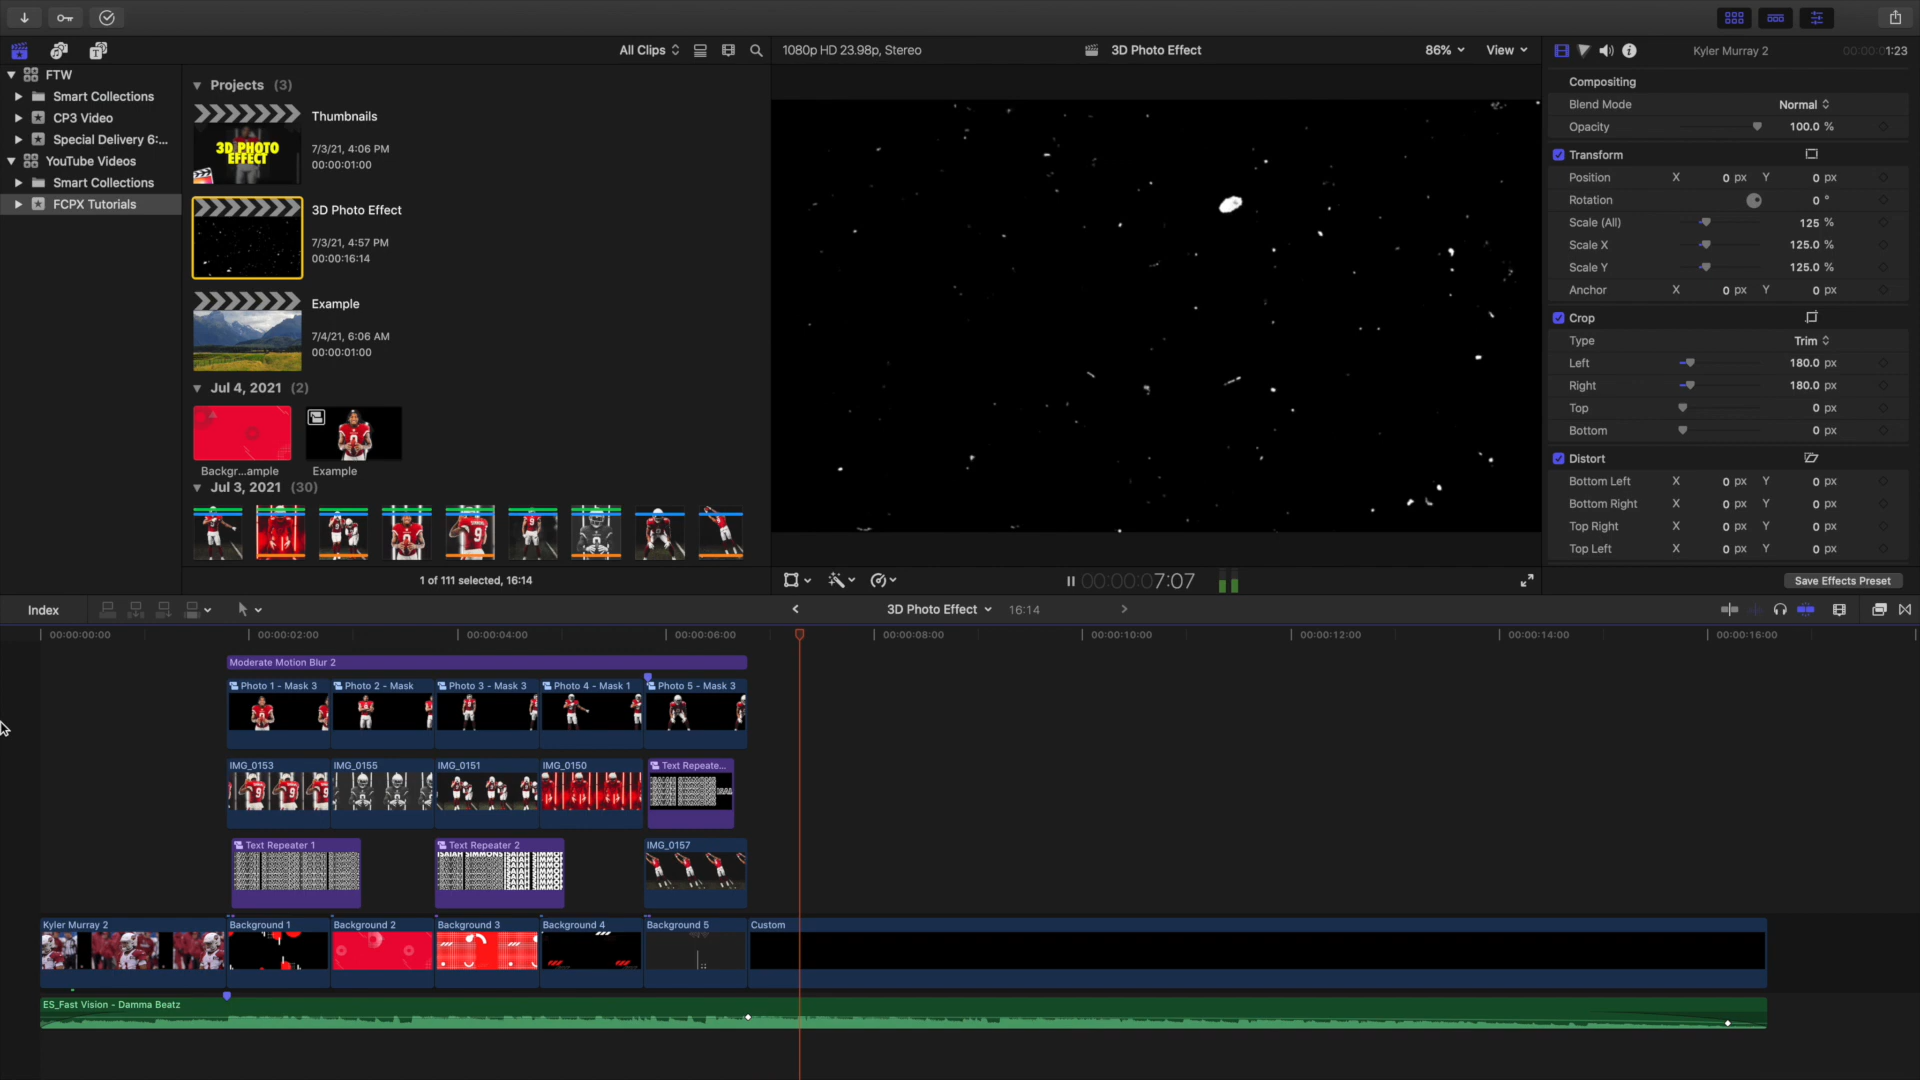 All Clips
1080p HD 23.98p, Stereo
3D Photo Effect
86%
View
Kyler Murray 2
00:00:01:23
FTW
Smart Collections
CP3 Video
Special Delivery 6:...
YouTube Videos
Smart Collections
FCPX Tutorials
Projects (3)
3D PHOTO
EFFECT
Thumbnails
7/3/21, 4:06 PM
00:00:01:00
3D Photo Effect
7/3/21, 4:57 PM
00:00:16:14
Example
7/4/21, 6:06 AM
00:00:01:00
Jul 4, 2021 (2)
Backgr...ample
Example
Jul 3, 2021 (30)
1 of 111 selected, 16:14
00:00:00:7:07
Compositing
Blend Mode Normal
Opacity 100.0 %
Transform
Position X 0 px Y 0 px
Rotation 0 °
Scale (All) 125 %
Scale X 125.0 %
Scale Y 125.0 %
Anchor X 0 px Y 0 px
Crop
Type Trim
Left 180.0 px
Right 180.0 px
Top 0 px
Bottom 0 px
Distort
Bottom Left X 0 px Y 0 px
Bottom Right X 0 px Y 0 px
Top Right X 0 px Y 0 px
Top Left X 0 px Y 0 px
Save Effects Preset
Index
3D Photo Effect
16:14
00:00:00:00
00:00:02:00
00:00:04:00
00:00:06:00
00:00:08:00
00:00:10:00
00:00:12:00
00:00:14:00
00:00:16:00
Moderate Motion Blur 2
Photo 1 - Mask 3
Photo 2 - Mask
Photo 3 - Mask 3
Photo 4 - Mask 1
Photo 5 - Mask 3
IMG_0153
IMG_0155
IMG_0151
IMG_0150
Text Repeate...
Text Repeater 1
Text Repeater 2
IMG_0157
ISAIAH SIMMONS
Kyler Murray 2
Background 1
Background 2
Background 3
Background 4
Background 5
Custom
ES_Fast Vision - Damma Beatz